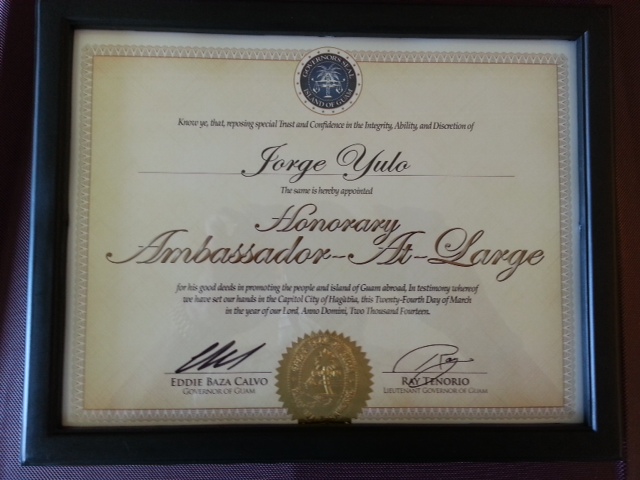 GOVERNORS SEAL
ISLAND OF GUAM
Know ye, that, reposing special Trust and Confidence in the Integrity, Ability, and Discretion of
Jorge Yulo
The same is hereby appointed
Honorary
Ambassador-At-Large
for his good deeds in promoting the people and island of Guam abroad, In testimony whereof
we have set our hands in the Capitol City of Hagåtña, this Twenty-Fourth Day of March
in the year of our Lord. Anno Domini, Two Thousand Fourteen.
EDDIE BAZA CALVO
GOVERNOR OF GUAM
RAY TENORIO
LIEUTENANT GOVERNOR OF GUAM